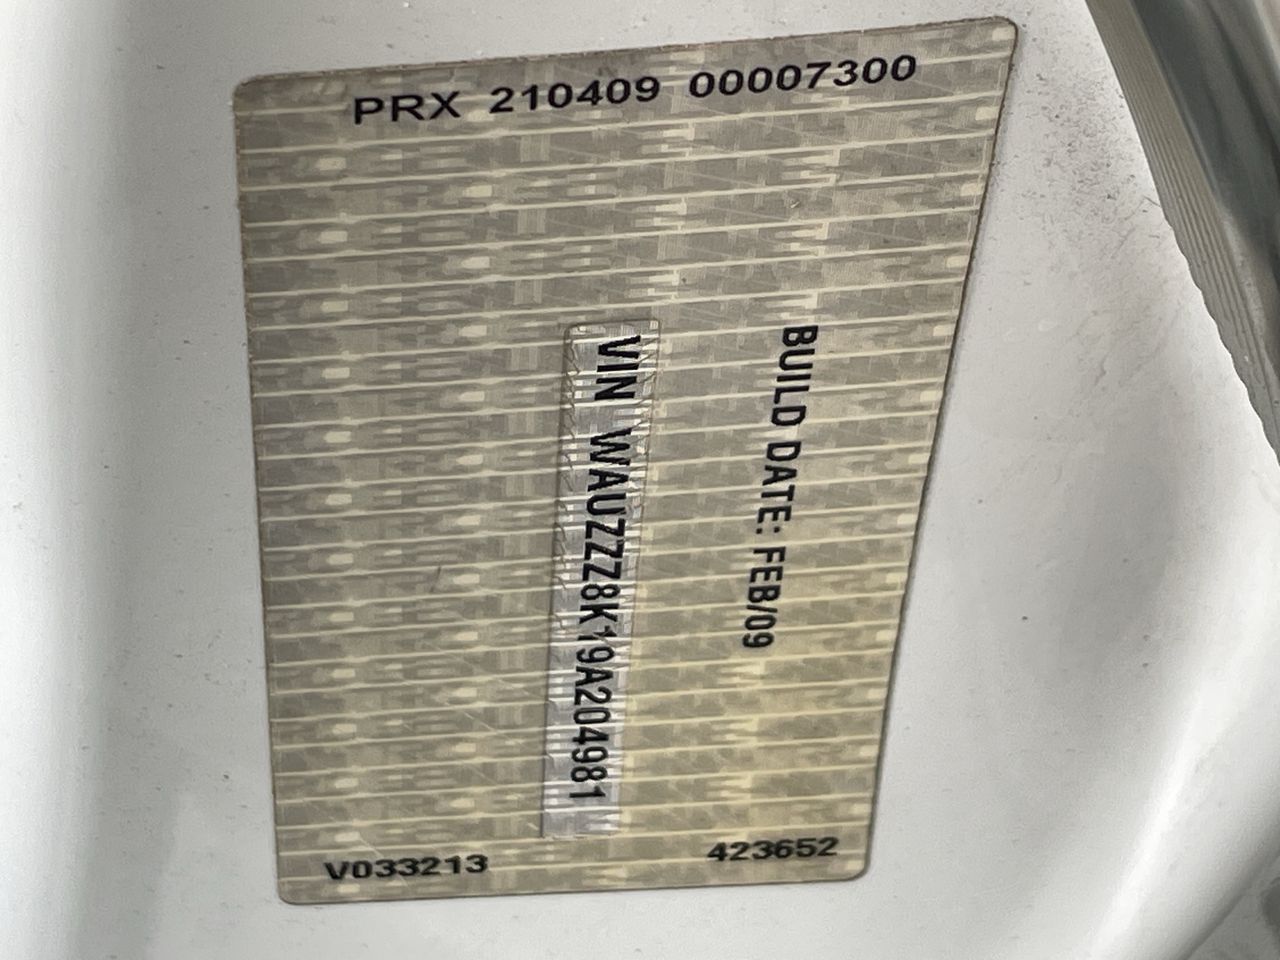 PRX 210409 00007300
BUILD DATE: FEB/09
VIN WAUZZZ8K19A204981
V033213 423652